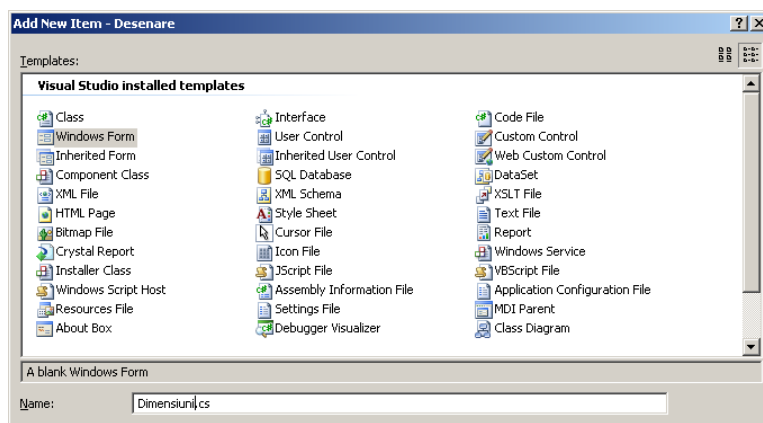 Add New Item - Desenare
Templates:
Visual Studio installed templates
Class Interface Code File
Windows Form User Control Custom Control
Inherited Form Inherited User Control Web Custom Control
Component Class SQL Database DataSet
XML File XML Schema XSLT File
HTML Page Style Sheet Text File
Bitmap File Cursor File Report
Crystal Report Icon File Windows Service
Installer Class JScript File VBScript File
Windows Script Host Assembly Information File Application Configuration File
Resources File Settings File MDI Parent
About Box Debugger Visualizer Class Diagram
A blank Windows Form
Name: Dimensiuni.cs